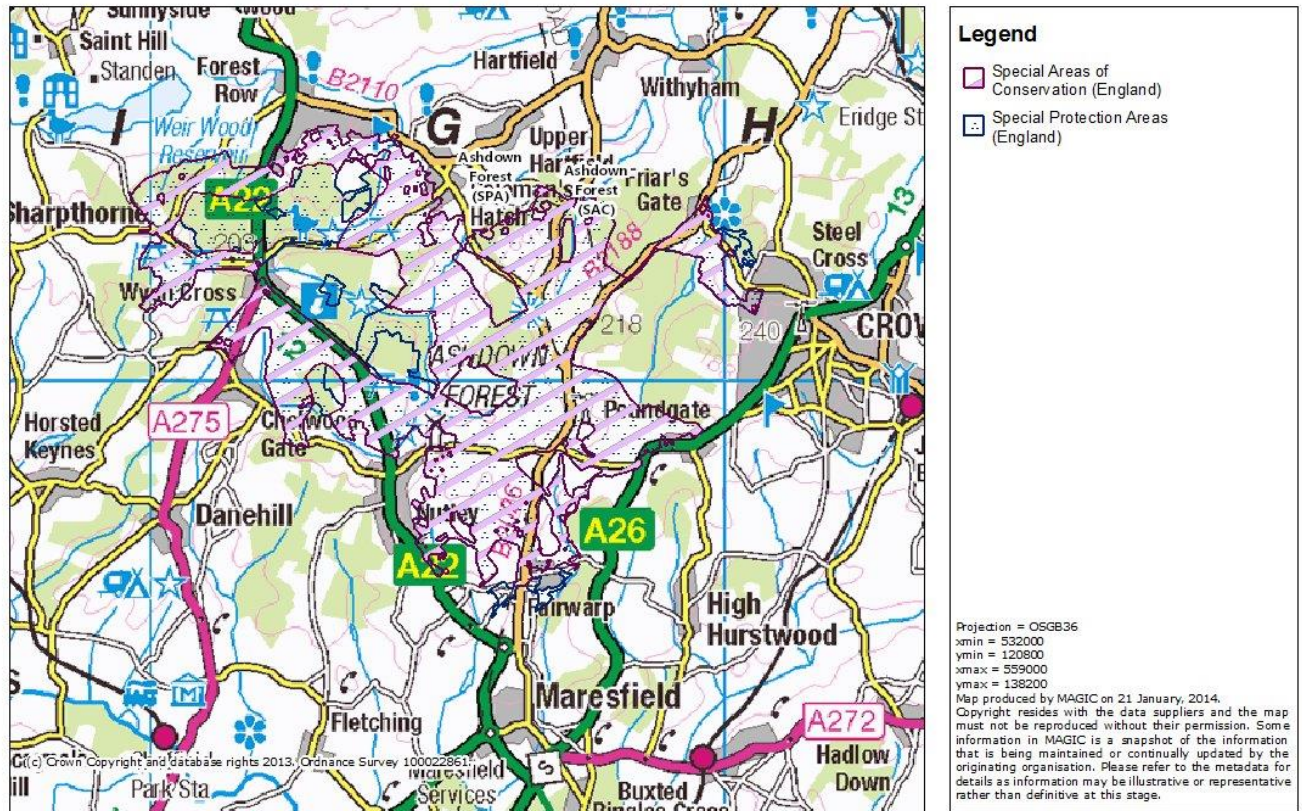 Sunnyside
Saint Hill
Standen
Forest
Row
B2110
Hartfield
Withyham
Eridge St
I
G
H
Weir Wood
Reservoir
Upper
Ashdown
Forest
(SPA)
Ashdown
Forest
(SAC)
Hatch
Friar's
Gate
Sharpthorne
A22
B2188
13
Steel
Cross
Wych Cross
218
240
CROW
ASHDOWN
FOREST
Poundgate
A275
Horsted
Keynes
Chelwood
Gate
Danehill
Nutley
A26
A22
Fairwarp
High
Hurstwood
Maresfield
A272
Fletching
Hadlow
Down
(c) Crown Copyright and database rights 2013. Ordnance Survey 100022861.
Park Sta
Maresfield
Services
S
Buxted
Legend
Special Areas of
Conservation (England)
Special Protection Areas
(England)
Projection = OSGB36
xmin = 532000
ymin = 120800
xmax = 559000
ymax = 138200
Map produced by MAGIC on 21 January, 2014.
Copyright resides with the data suppliers and the map
must not be reproduced without their permission. Some
information in MAGIC is a snapshot of the information
that is being maintained or continually updated by the
originating organisation. Please refer to the metadata for
details as information may be illustrative or representative
rather than definitive at this stage.